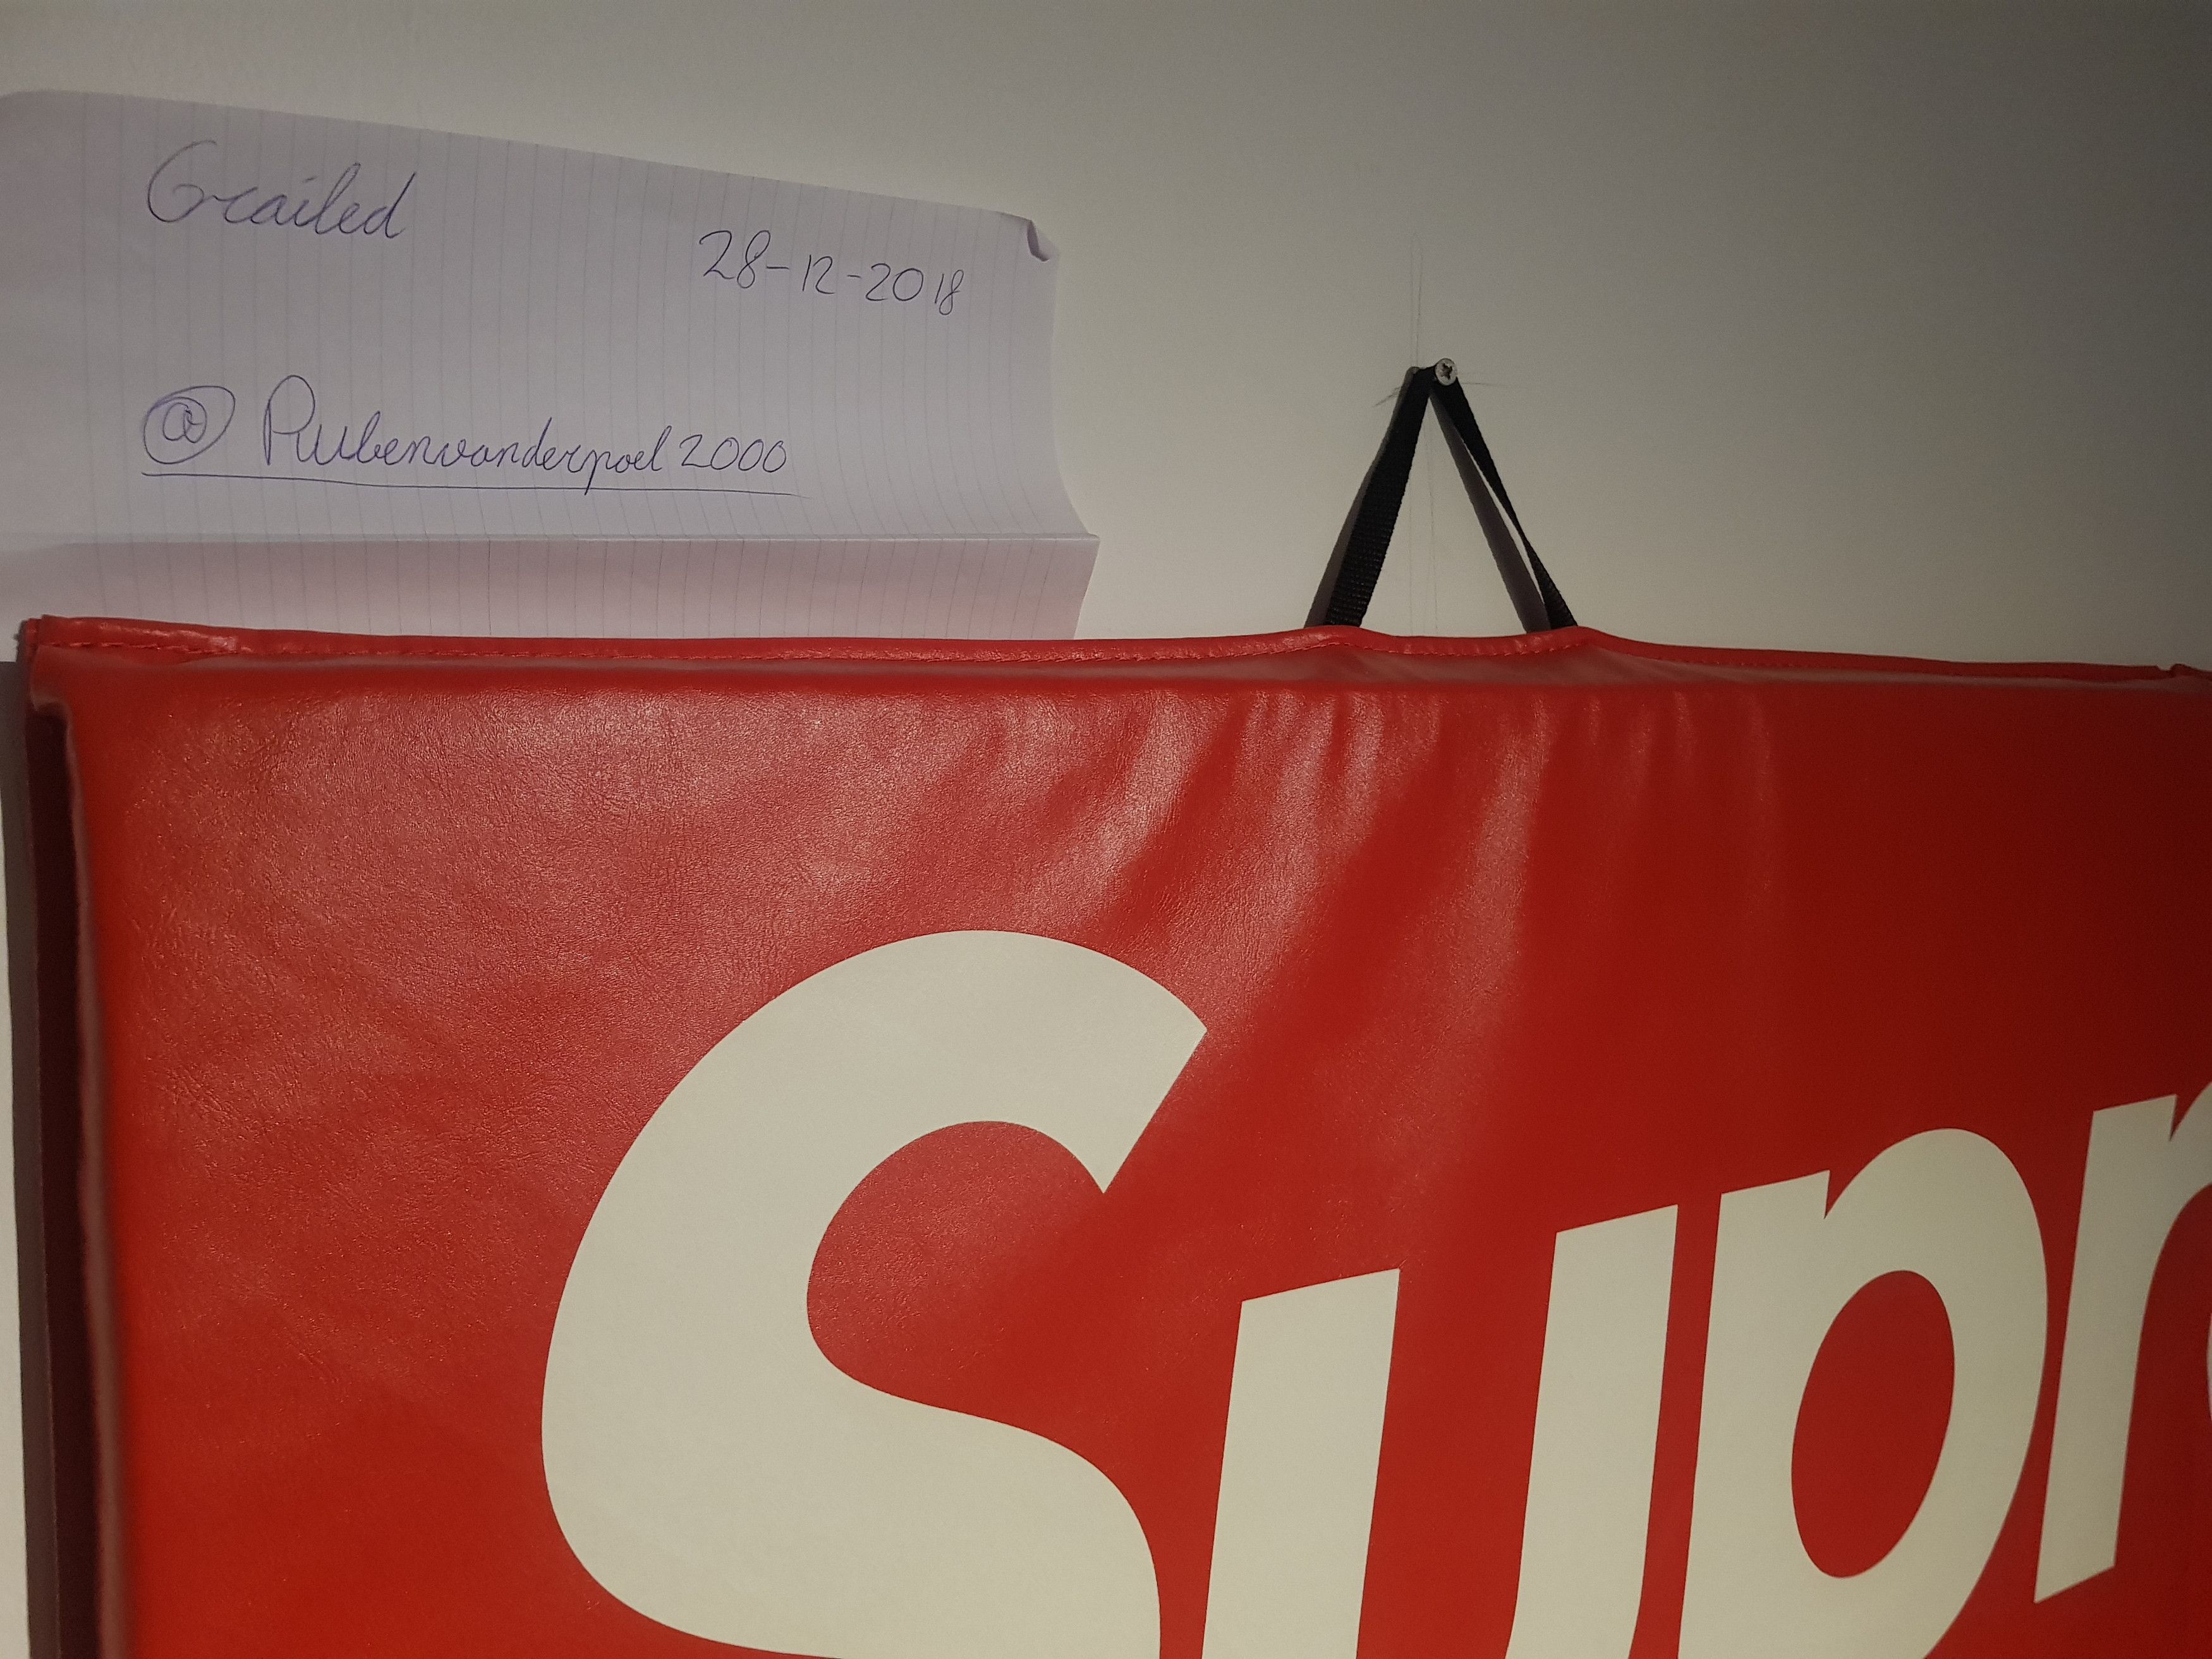 Grailed
28-12-2018
@ Rubenvanderpoel2000
Supr